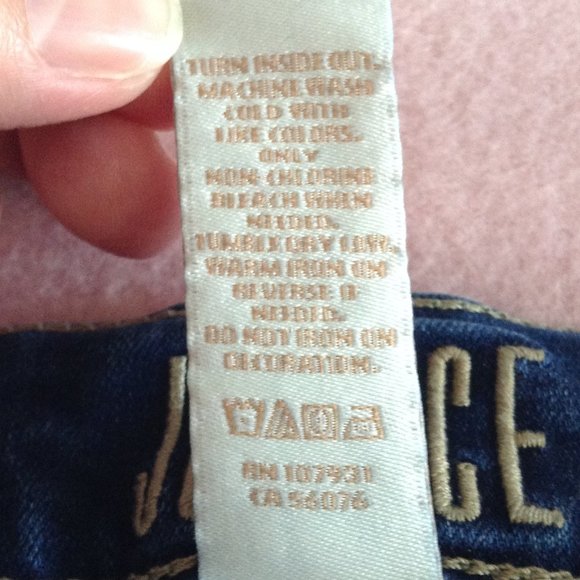 TURN INSIDE OUT.
MACHINE WASH
COLD WITH
LIKE COLORS.
ONLY
NON-CHLORINE
BLEACH WHEN
NEEDED.
TUMBLE DRY LOW.
WARM IRON ON
REVERSE IF
NEEDED.
DO NOT IRON ON
DECORATION.
RN 107931
CA 56076
J
CE